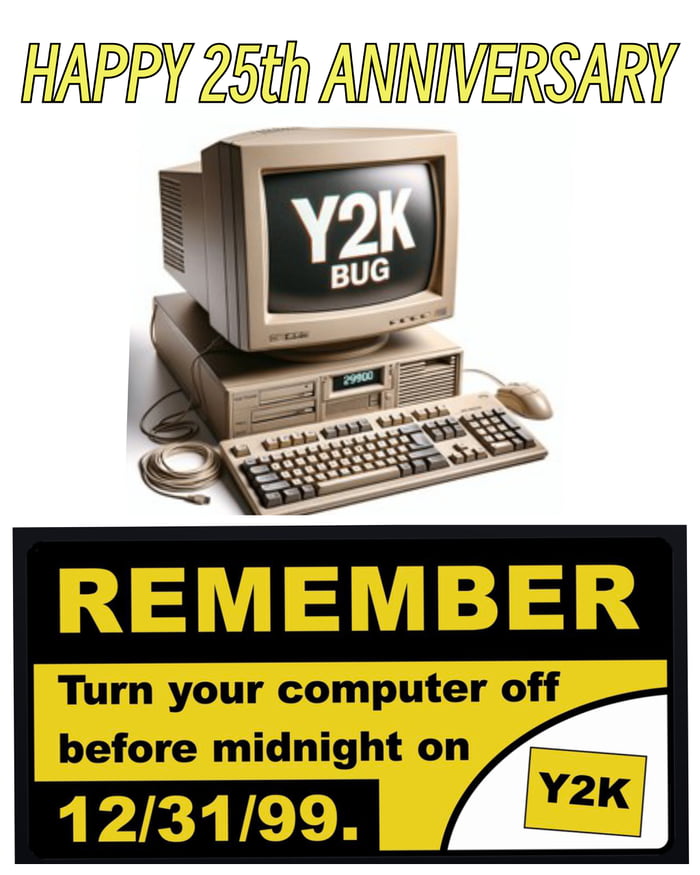 HAPPY 25th ANNIVERSARY
Y2K
BUG
29900
REMEMBER
Turn your computer off
before midnight on
12/31/99.
Y2K